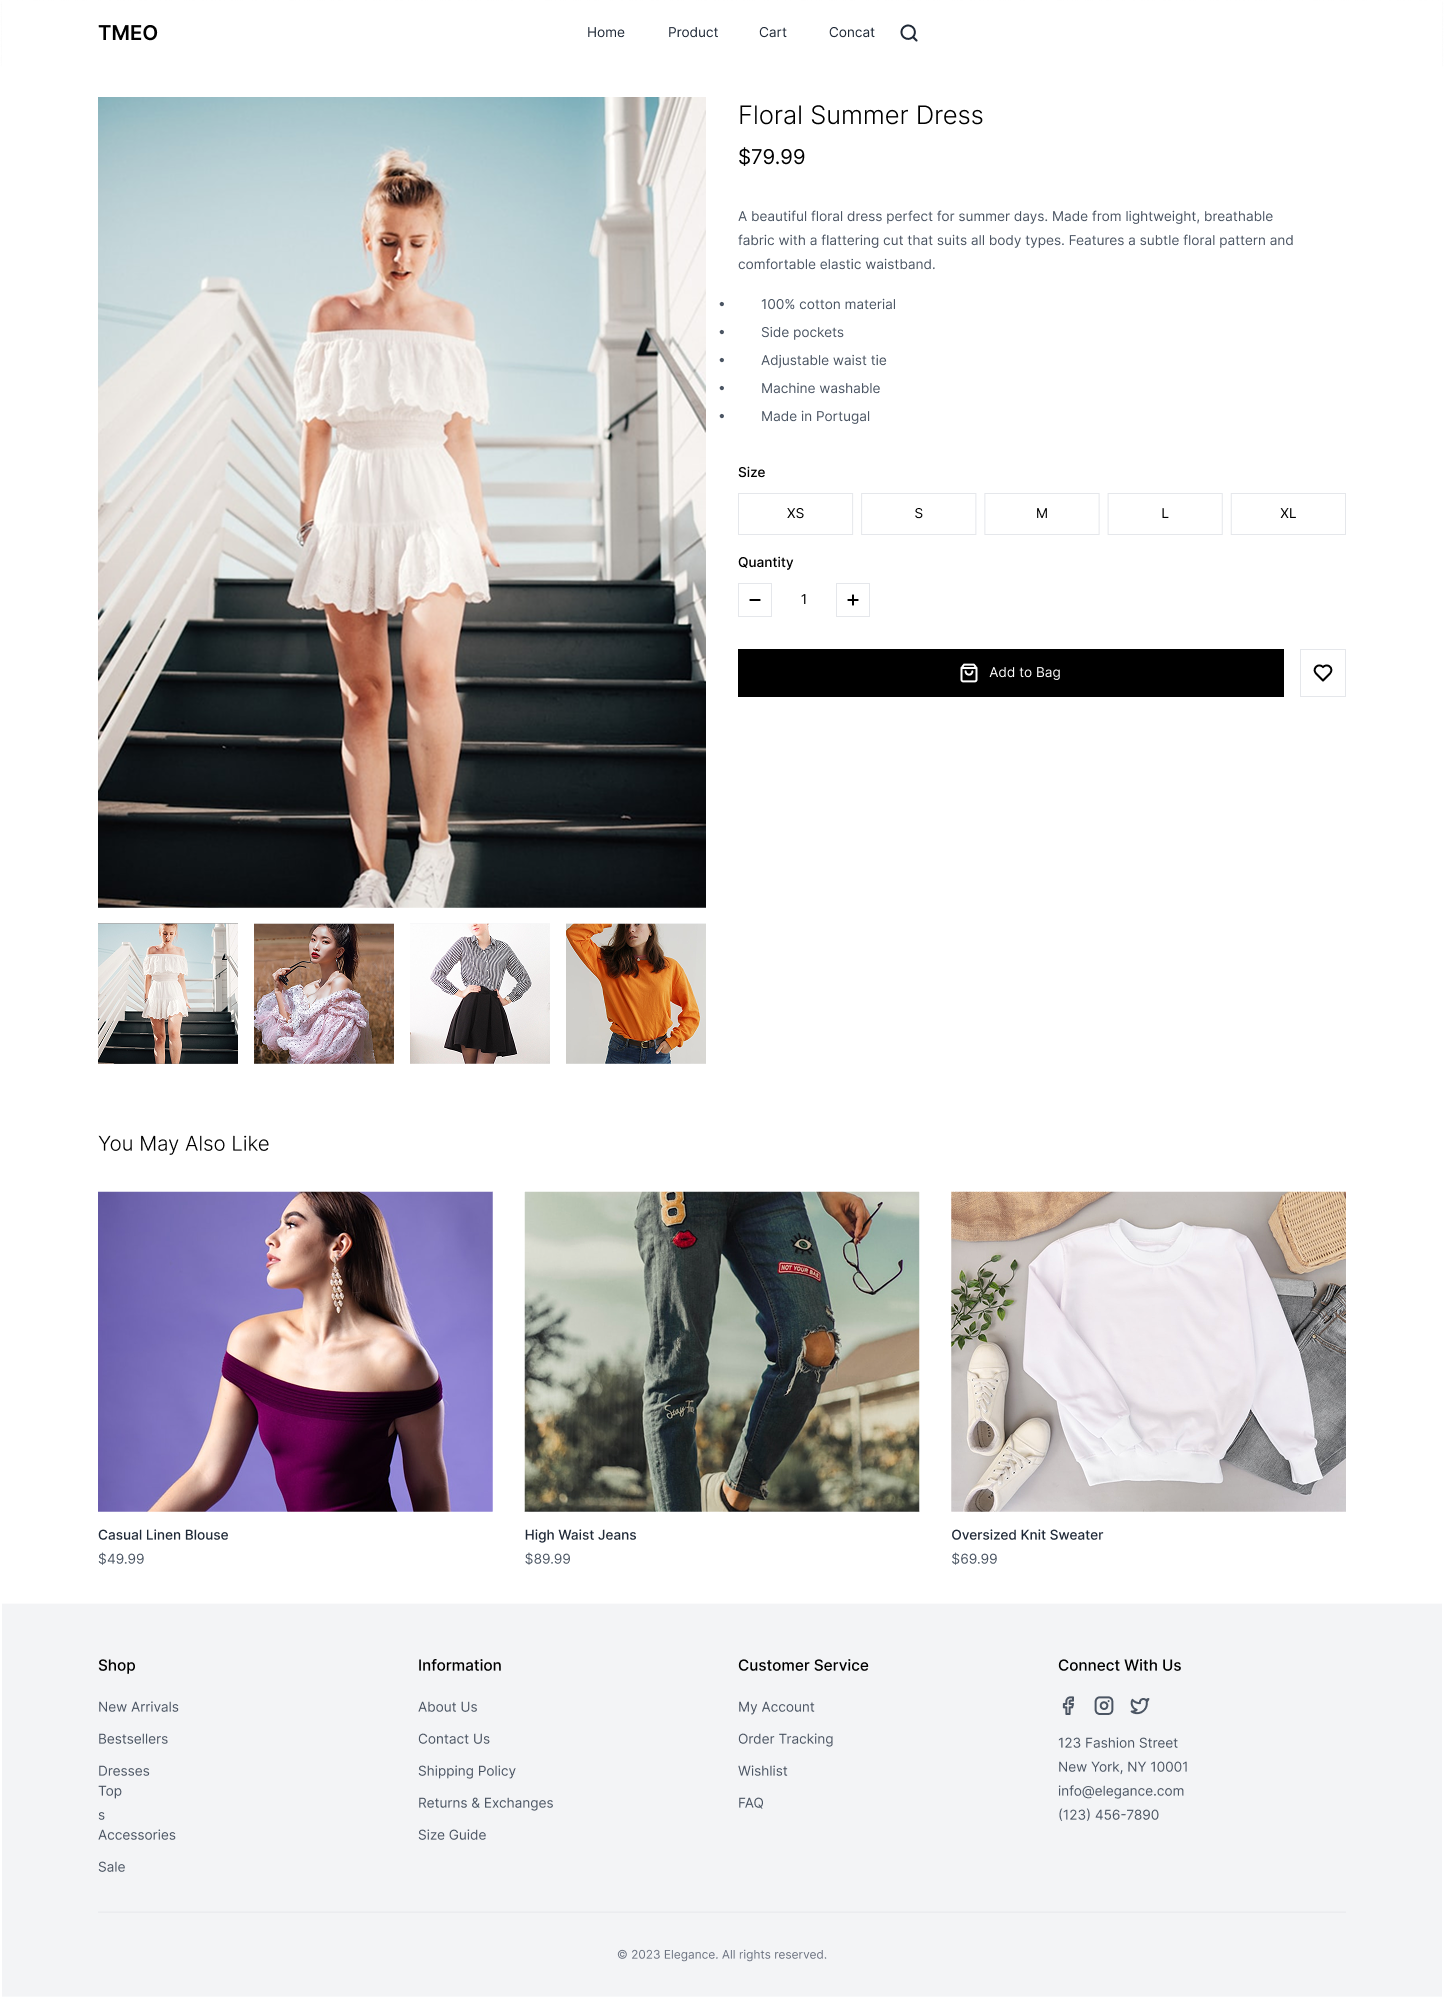 TMEO
Home Product Cart Concat
Floral Summer Dress
$79.99
A beautiful floral dress perfect for summer days. Made from lightweight, breathable
fabric with a flattering cut that suits all body types. Features a subtle floral pattern and
comfortable elastic waistband.
• 100% cotton material
• Side pockets
• Adjustable waist tie
• Machine washable
• Made in Portugal
Size
XS S M L XL
Quantity
− 1 +
Add to Bag
You May Also Like
8
NOT YOUR BAE
Stay
Casual Linen Blouse
$49.99
High Waist Jeans
$89.99
Oversized Knit Sweater
$69.99
Shop
New Arrivals
Bestsellers
Dresses
Top
s
Accessories
Sale
Information
About Us
Contact Us
Shipping Policy
Returns & Exchanges
Size Guide
Customer Service
My Account
Order Tracking
Wishlist
FAQ
Connect With Us
123 Fashion Street
New York, NY 10001
info@elegance.com
(123) 456-7890
© 2023 Elegance. All rights reserved.